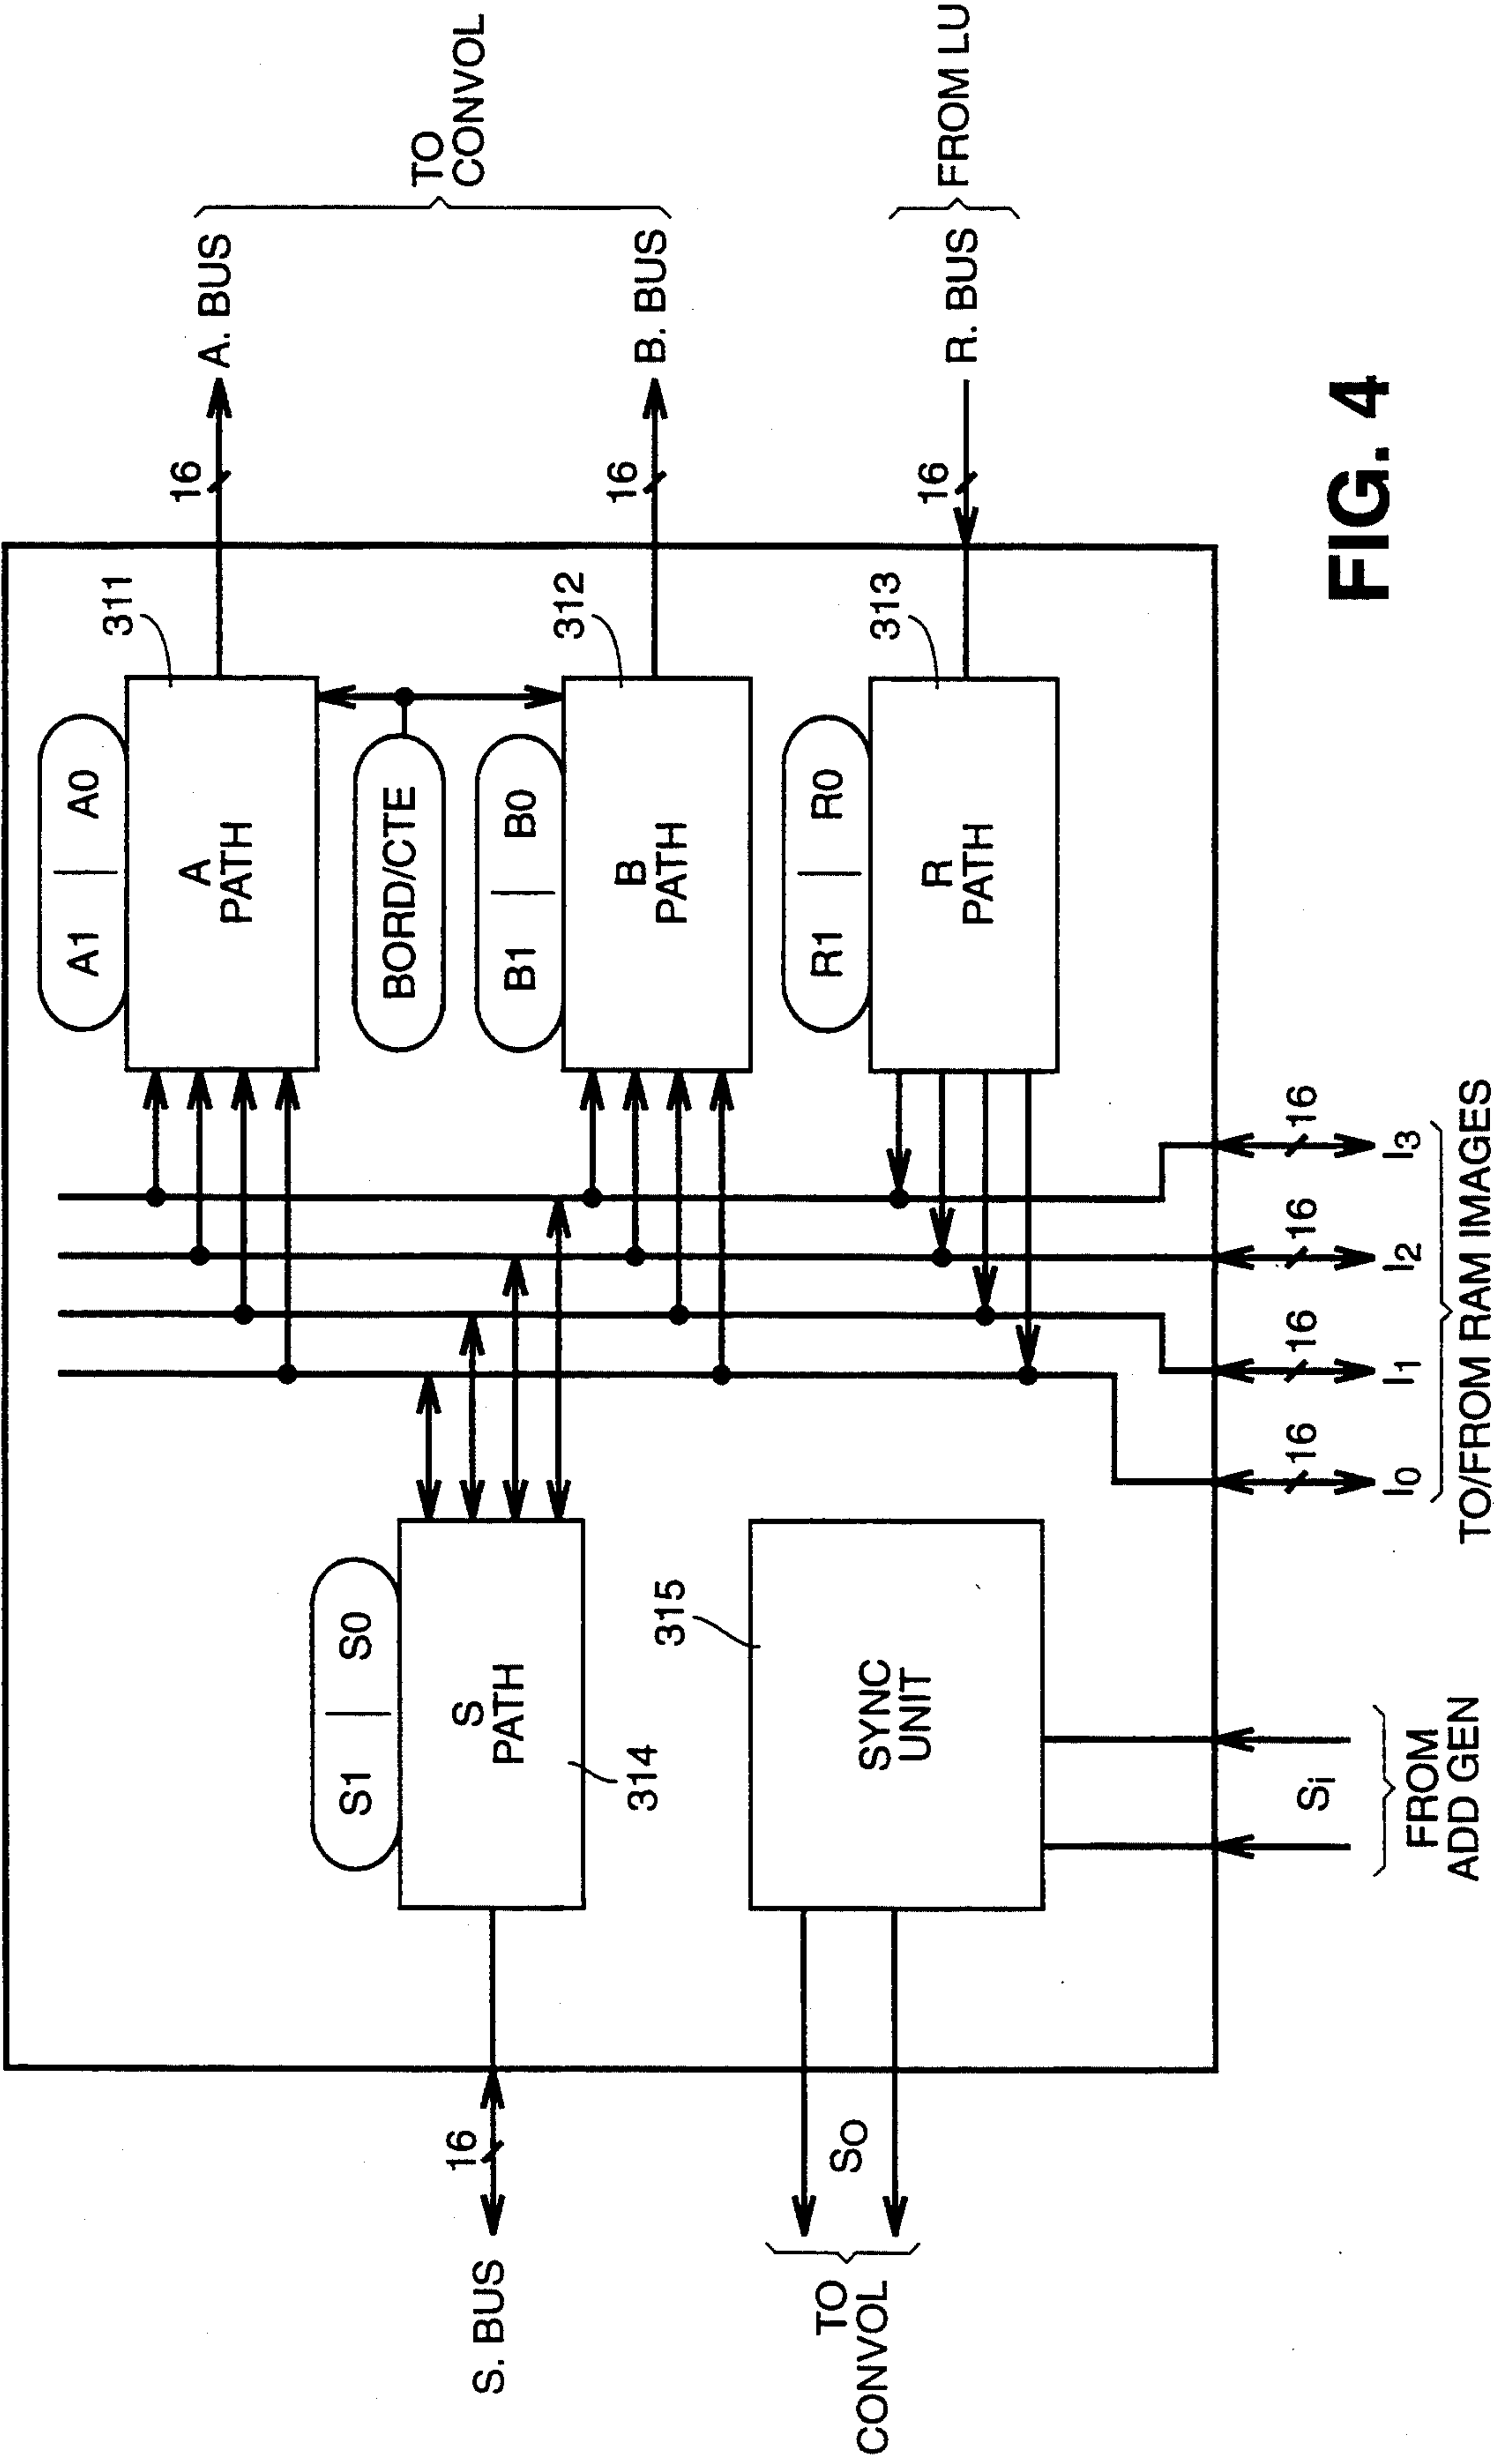 TO
CONVOL
A. BUS
B. BUS
FROM LU
R. BUS
16
16
16
311
312
313
A1 | A0
A
PATH
BORD/CTE
B1 | B0
B
PATH
R1 | R0
R
PATH
S1 | S0
S
PATH
314
315
SYNC
UNIT
16
S. BUS
SO
TO
CONVOL
Si
FROM
ADD GEN
16
16
16
16
I0
I1
I2
I3
TO/FROM RAM IMAGES
FIG. 4